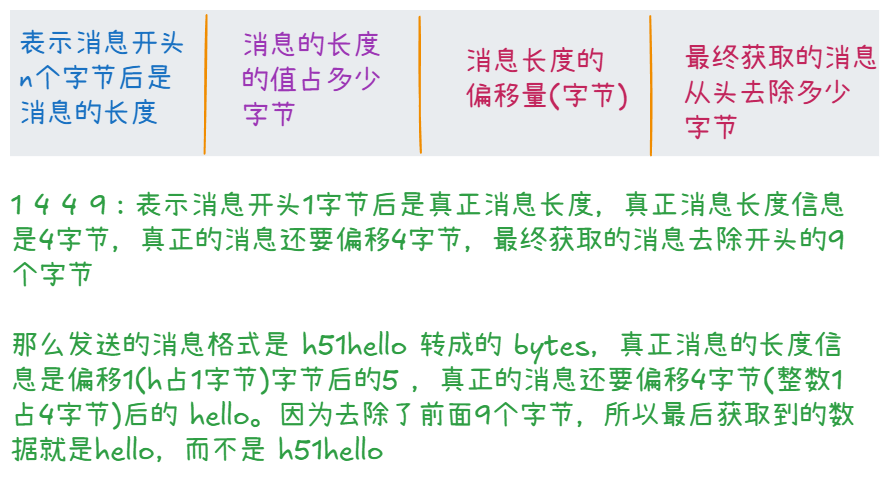 表示消息开头
n个字节后是
消息的长度
消息的长度
的值占多少
字节
消息长度的
偏移量(字节)
最终获取的消息
从头去除多少
字节
1 4 4 9 : 表示消息开头1字节后是真正消息长度，真正消息长度信息
是4字节，真正的消息还要偏移4字节，最终获取的消息去除开头的9
个字节
那么发送的消息格式是 h51hello 转成的 bytes，真正消息的长度信
息是偏移1(h占1字节)字节后的5 ，真正的消息还要偏移4字节(整数1
占4字节)后的 hello。因为去除了前面9个字节，所以最后获取到的数
据就是hello，而不是 h51hello